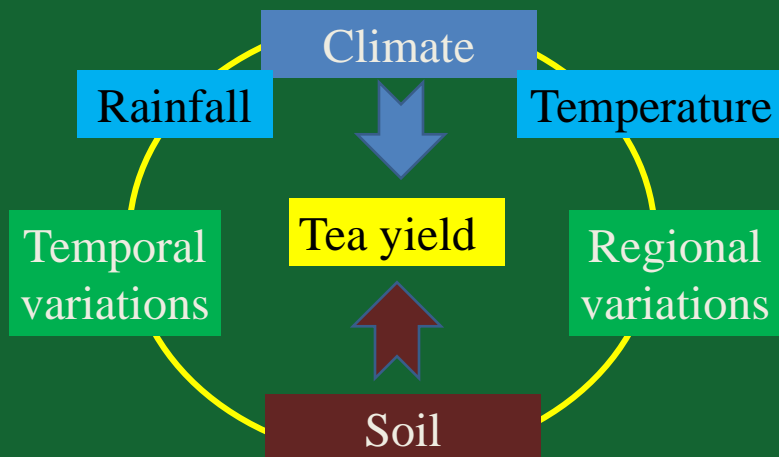 Climate
Rainfall
Temperature
Temporal
variations
Tea yield
Regional
variations
Soil